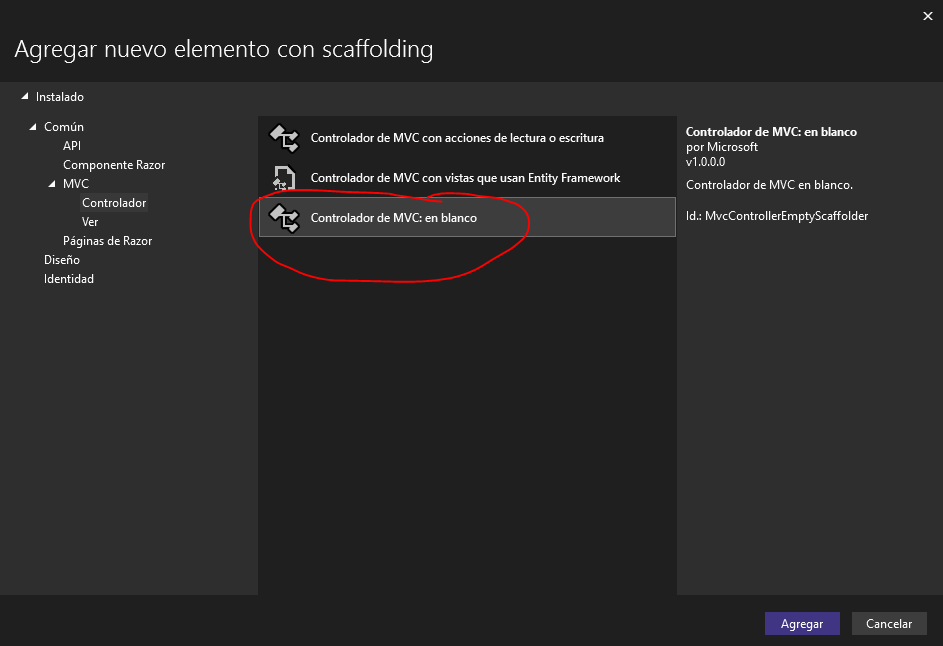 Agregar nuevo elemento con scaffolding
Instalado
Común
API
Componente Razor
MVC
Controlador
Ver
Páginas de Razor
Diseño
Identidad
Controlador de MVC con acciones de lectura o escritura
Controlador de MVC con vistas que usan Entity Framework
Controlador de MVC: en blanco
Controlador de MVC: en blanco
por Microsoft
v1.0.0.0
Controlador de MVC en blanco.
Id.: MvcControllerEmptyScaffolder
Agregar
Cancelar